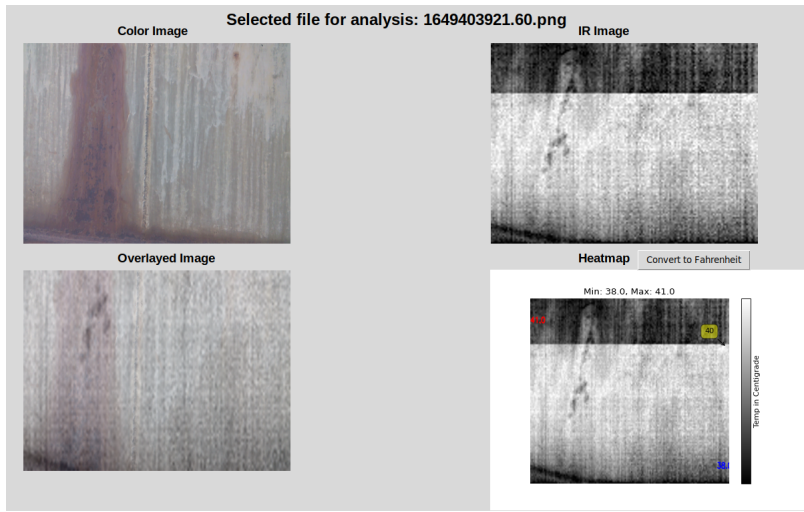 Selected file for analysis: 1649403921.60.png
Color Image
IR Image
Overlayed Image
Heatmap
Convert to Fahrenheit
Min: 38.0, Max: 41.0
40
Temp in Centigrade